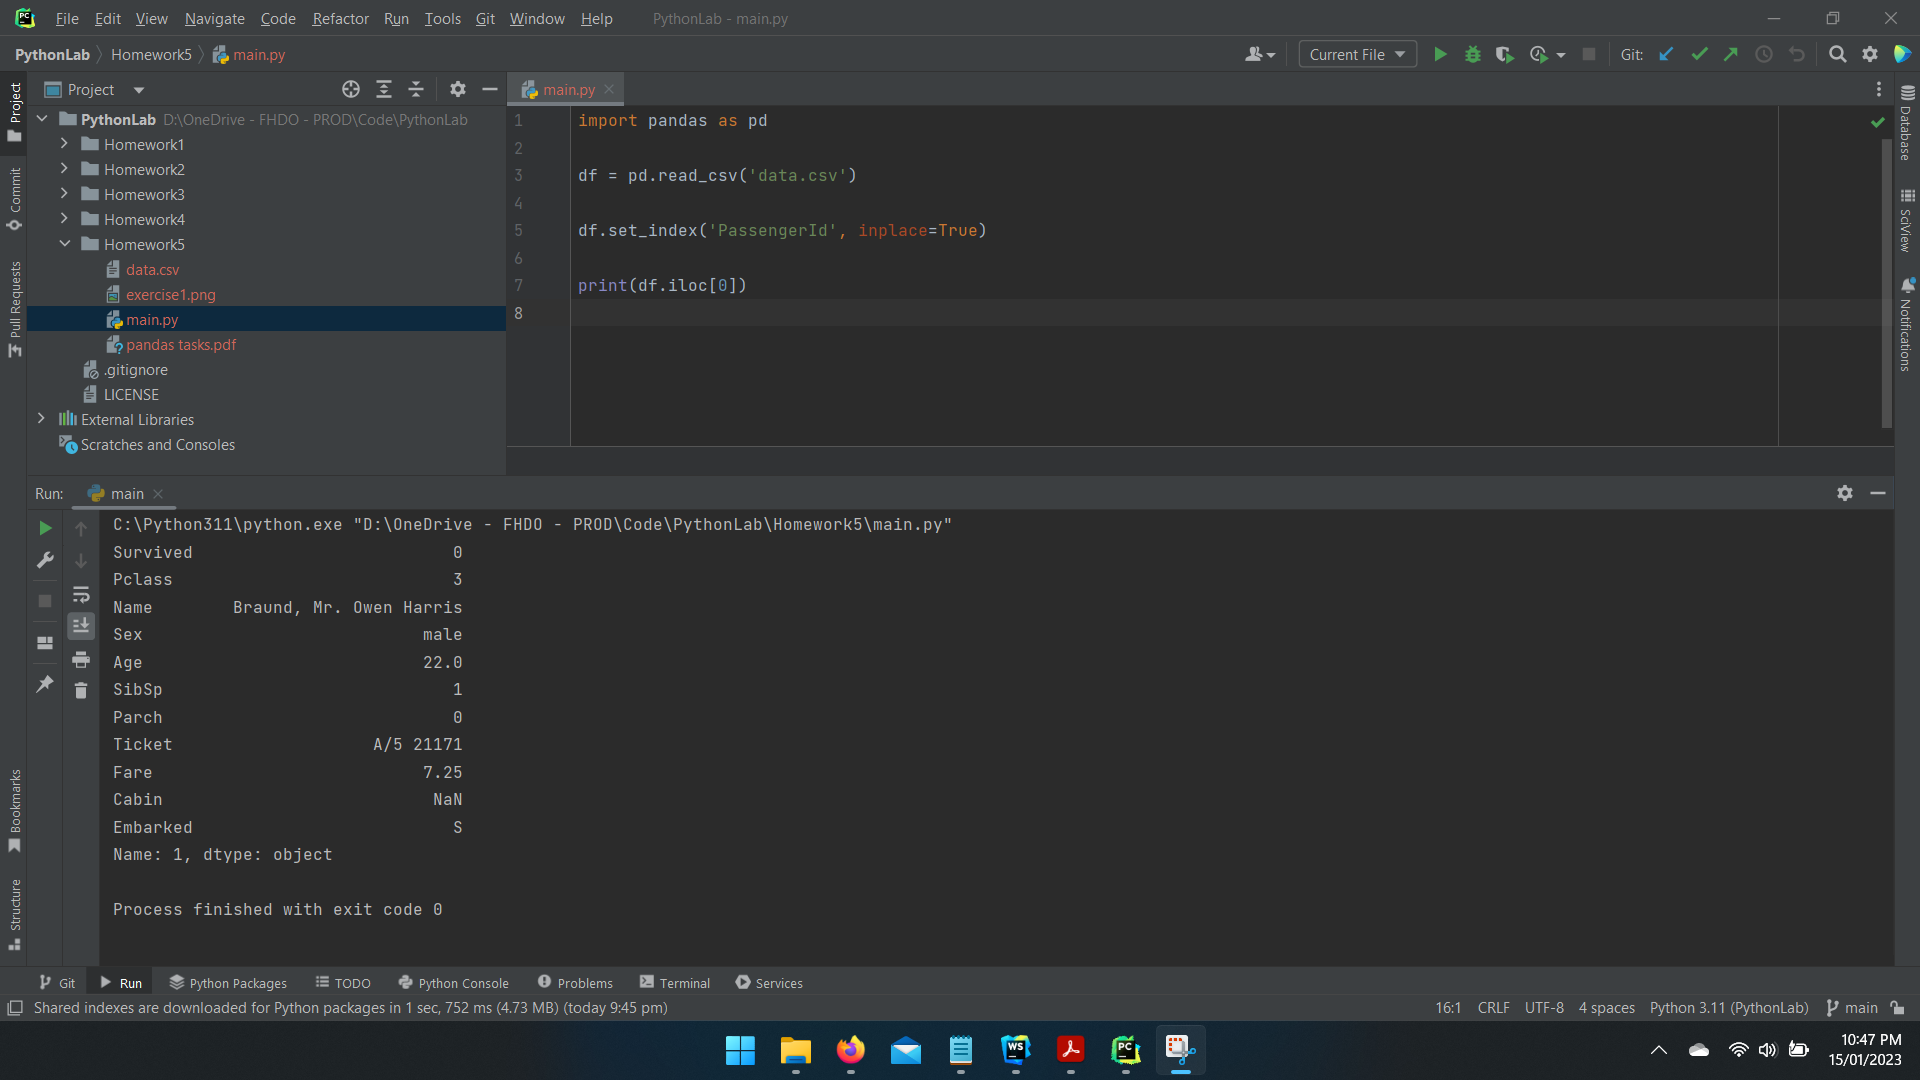 File Edit View Navigate Code Refactor Run Tools Git Window Help PythonLab - main.py
PythonLab Homework5 main.py Current File Git:
Project main.py
PythonLab D:\OneDrive - FHDO - PROD\Code\PythonLab
Homework1
Homework2
Homework3
Homework4
Homework5
data.csv
exercise1.png
main.py
pandas tasks.pdf
.gitignore
LICENSE
External Libraries
Scratches and Consoles
1 import pandas as pd
2
3 df = pd.read_csv('data.csv')
4
5 df.set_index('PassengerId', inplace=True)
6
7 print(df.iloc[0])
8
Project
Commit
Pull Requests
Bookmarks
Structure
Database
SciView
Notifications
Run: main
C:\Python311\python.exe "D:\OneDrive - FHDO - PROD\Code\PythonLab\Homework5\main.py"
Survived 0
Pclass 3
Name Braund, Mr. Owen Harris
Sex male
Age 22.0
SibSp 1
Parch 0
Ticket A/5 21171
Fare 7.25
Cabin NaN
Embarked S
Name: 1, dtype: object
Process finished with exit code 0
Git Run Python Packages TODO Python Console Problems Terminal Services
Shared indexes are downloaded for Python packages in 1 sec, 752 ms (4.73 MB) (today 9:45 pm) 16:1 CRLF UTF-8 4 spaces Python 3.11 (PythonLab) main
PC
WS
PC
10:47 PM
15/01/2023